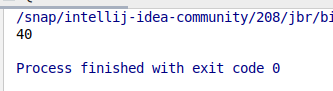 /snap/intellij-idea-community/208/jbr/bi
40
Process finished with exit code 0